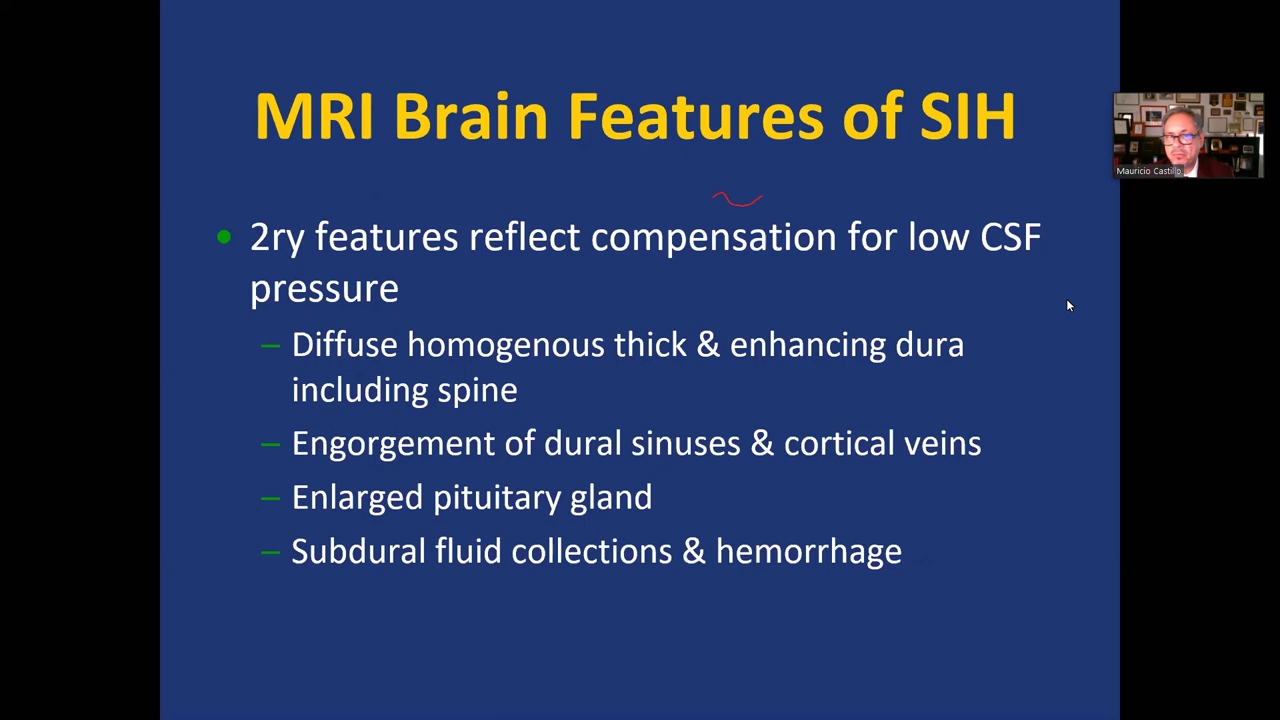 MRI Brain Features of SIH
Mauricio Castillo
• 2ry features reflect compensation for low CSF
pressure
– Diffuse homogenous thick & enhancing dura
including spine
– Engorgement of dural sinuses & cortical veins
– Enlarged pituitary gland
– Subdural fluid collections & hemorrhage